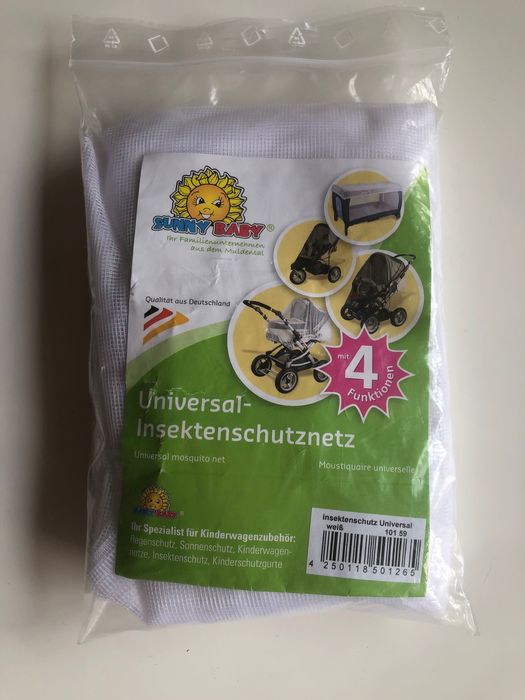 SUNNY BABY®
Ihr Familienunternehmen
aus dem Muldental
Qualität aus Deutschland
mit
4
Funktionen
Universal-
Insektenschutznetz
Universal mosquito net
Moustiquaire universelle
SUNNY BABY
Ihr Spezialist für Kinderwagenzubehör:
Regenschutz, Sonnenschutz, Kinderwagen-
netze, Insektenschutz, Kinderschutzgurte
Insektenschutz Universal
weiß 101 59
4 250118 501265